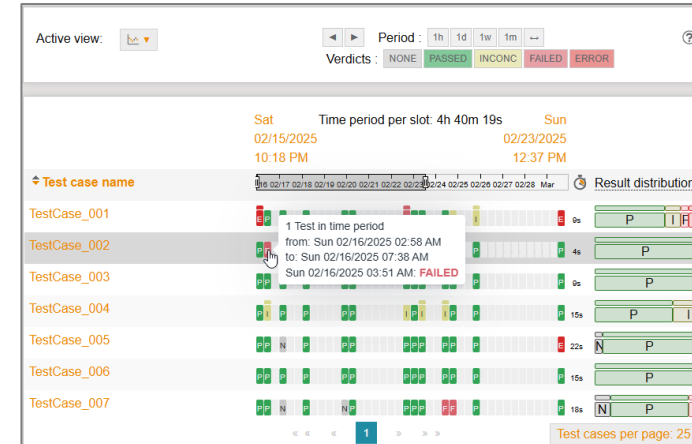 Active view:
Period : 1h 1d 1w 1m
Verdicts : NONE PASSED INCONC FAILED ERROR
Sat Time period per slot: 4h 40m 19s Sun
02/15/2025 02/23/2025
10:18 PM 12:37 PM
Test case name
16 02/17 02/18 02/19 02/20 02/21 02/22 02/23 02/24 02/25 02/26 02/27 02/28 Mar
Result distribution
TestCase_001 E P I E 9s P I F
1 Test in time period
from: Sun 02/16/2025 02:58 AM
to: Sun 02/16/2025 07:38 AM
Sun 02/16/2025 03:51 AM: FAILED
TestCase_002 P P P 4s P
TestCase_003 P P P P 9s P
TestCase_004 P I P P P P I P I I P P P 15s P I
TestCase_005 P P N P P P P P P P P P E 22s N P
TestCase_006 P P P P P P P P P P P P P 15s P
TestCase_007 P P N P N P P P P F F P P 18s N P
« « « 1 » » »
Test cases per page: 25